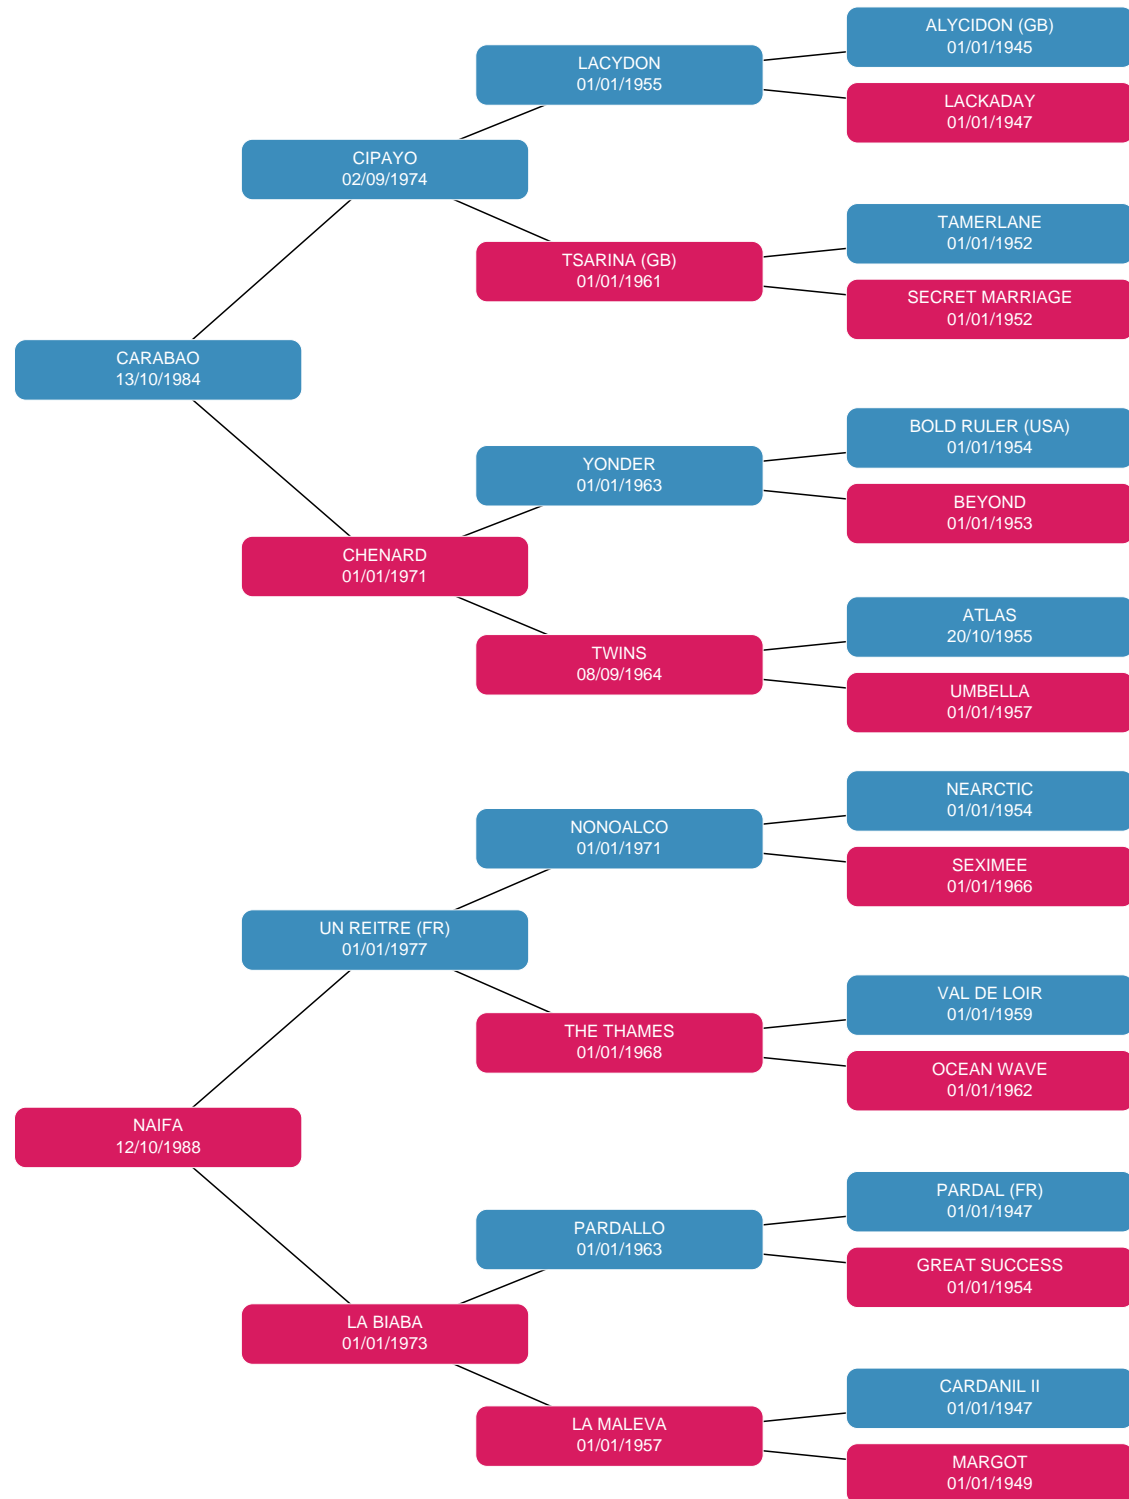 ALYCIDON (GB)
01/01/1945
LACYDON
01/01/1955
LACKADAY
01/01/1947
CIPAYO
02/09/1974
TAMERLANE
01/01/1952
TSARINA (GB)
01/01/1961
SECRET MARRIAGE
01/01/1952
CARABAO
13/10/1984
BOLD RULER (USA)
01/01/1954
YONDER
01/01/1963
BEYOND
01/01/1953
CHENARD
01/01/1971
ATLAS
20/10/1955
TWINS
08/09/1964
UMBELLA
01/01/1957
NEARCTIC
01/01/1954
NONOALCO
01/01/1971
SEXIMEE
01/01/1966
UN REITRE (FR)
01/01/1977
VAL DE LOIR
01/01/1959
THE THAMES
01/01/1968
OCEAN WAVE
01/01/1962
NAIFA
12/10/1988
PARDAL (FR)
01/01/1947
PARDALLO
01/01/1963
GREAT SUCCESS
01/01/1954
LA BIABA
01/01/1973
CARDANIL II
01/01/1947
LA MALEVA
01/01/1957
MARGOT
01/01/1949